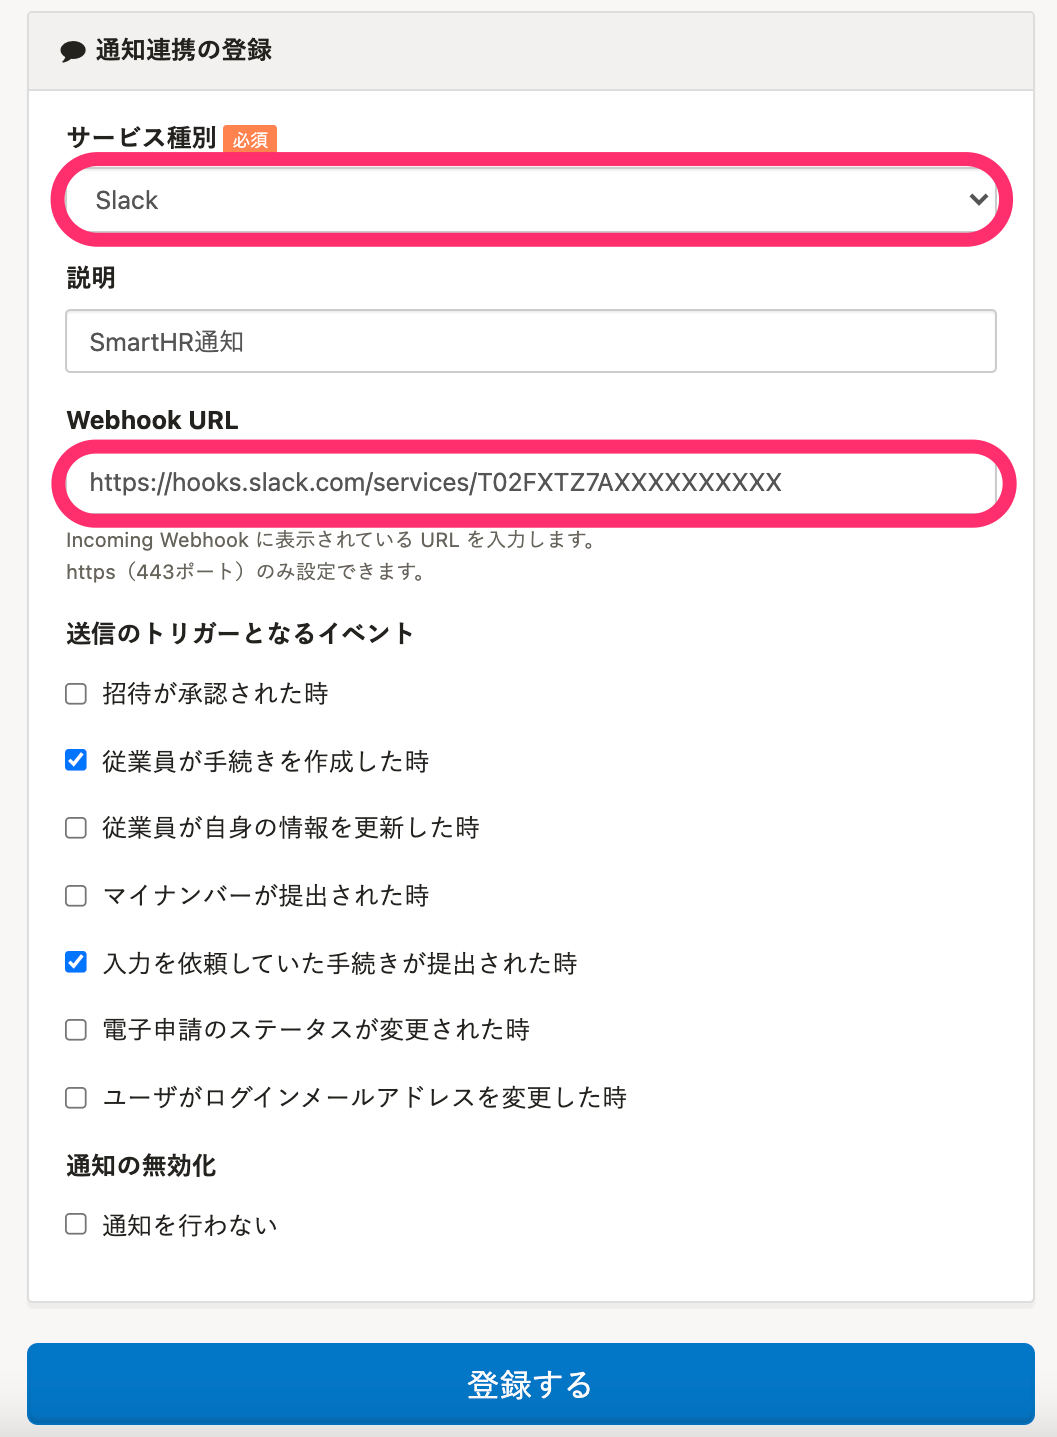 通知連携の登録
サービス種別 必須
Slack
説明
SmartHR通知
Webhook URL
https://hooks.slack.com/services/T02FXTZ7AXXXXXXXXXX
Incoming Webhook に表示されている URL を入力します。
https（443ポート）のみ設定できます。
送信のトリガーとなるイベント
招待が承認された時
従業員が手続きを作成した時
従業員が自身の情報を更新した時
マイナンバーが提出された時
入力を依頼していた手続きが提出された時
電子申請のステータスが変更された時
ユーザがログインメールアドレスを変更した時
通知の無効化
通知を行わない
登録する